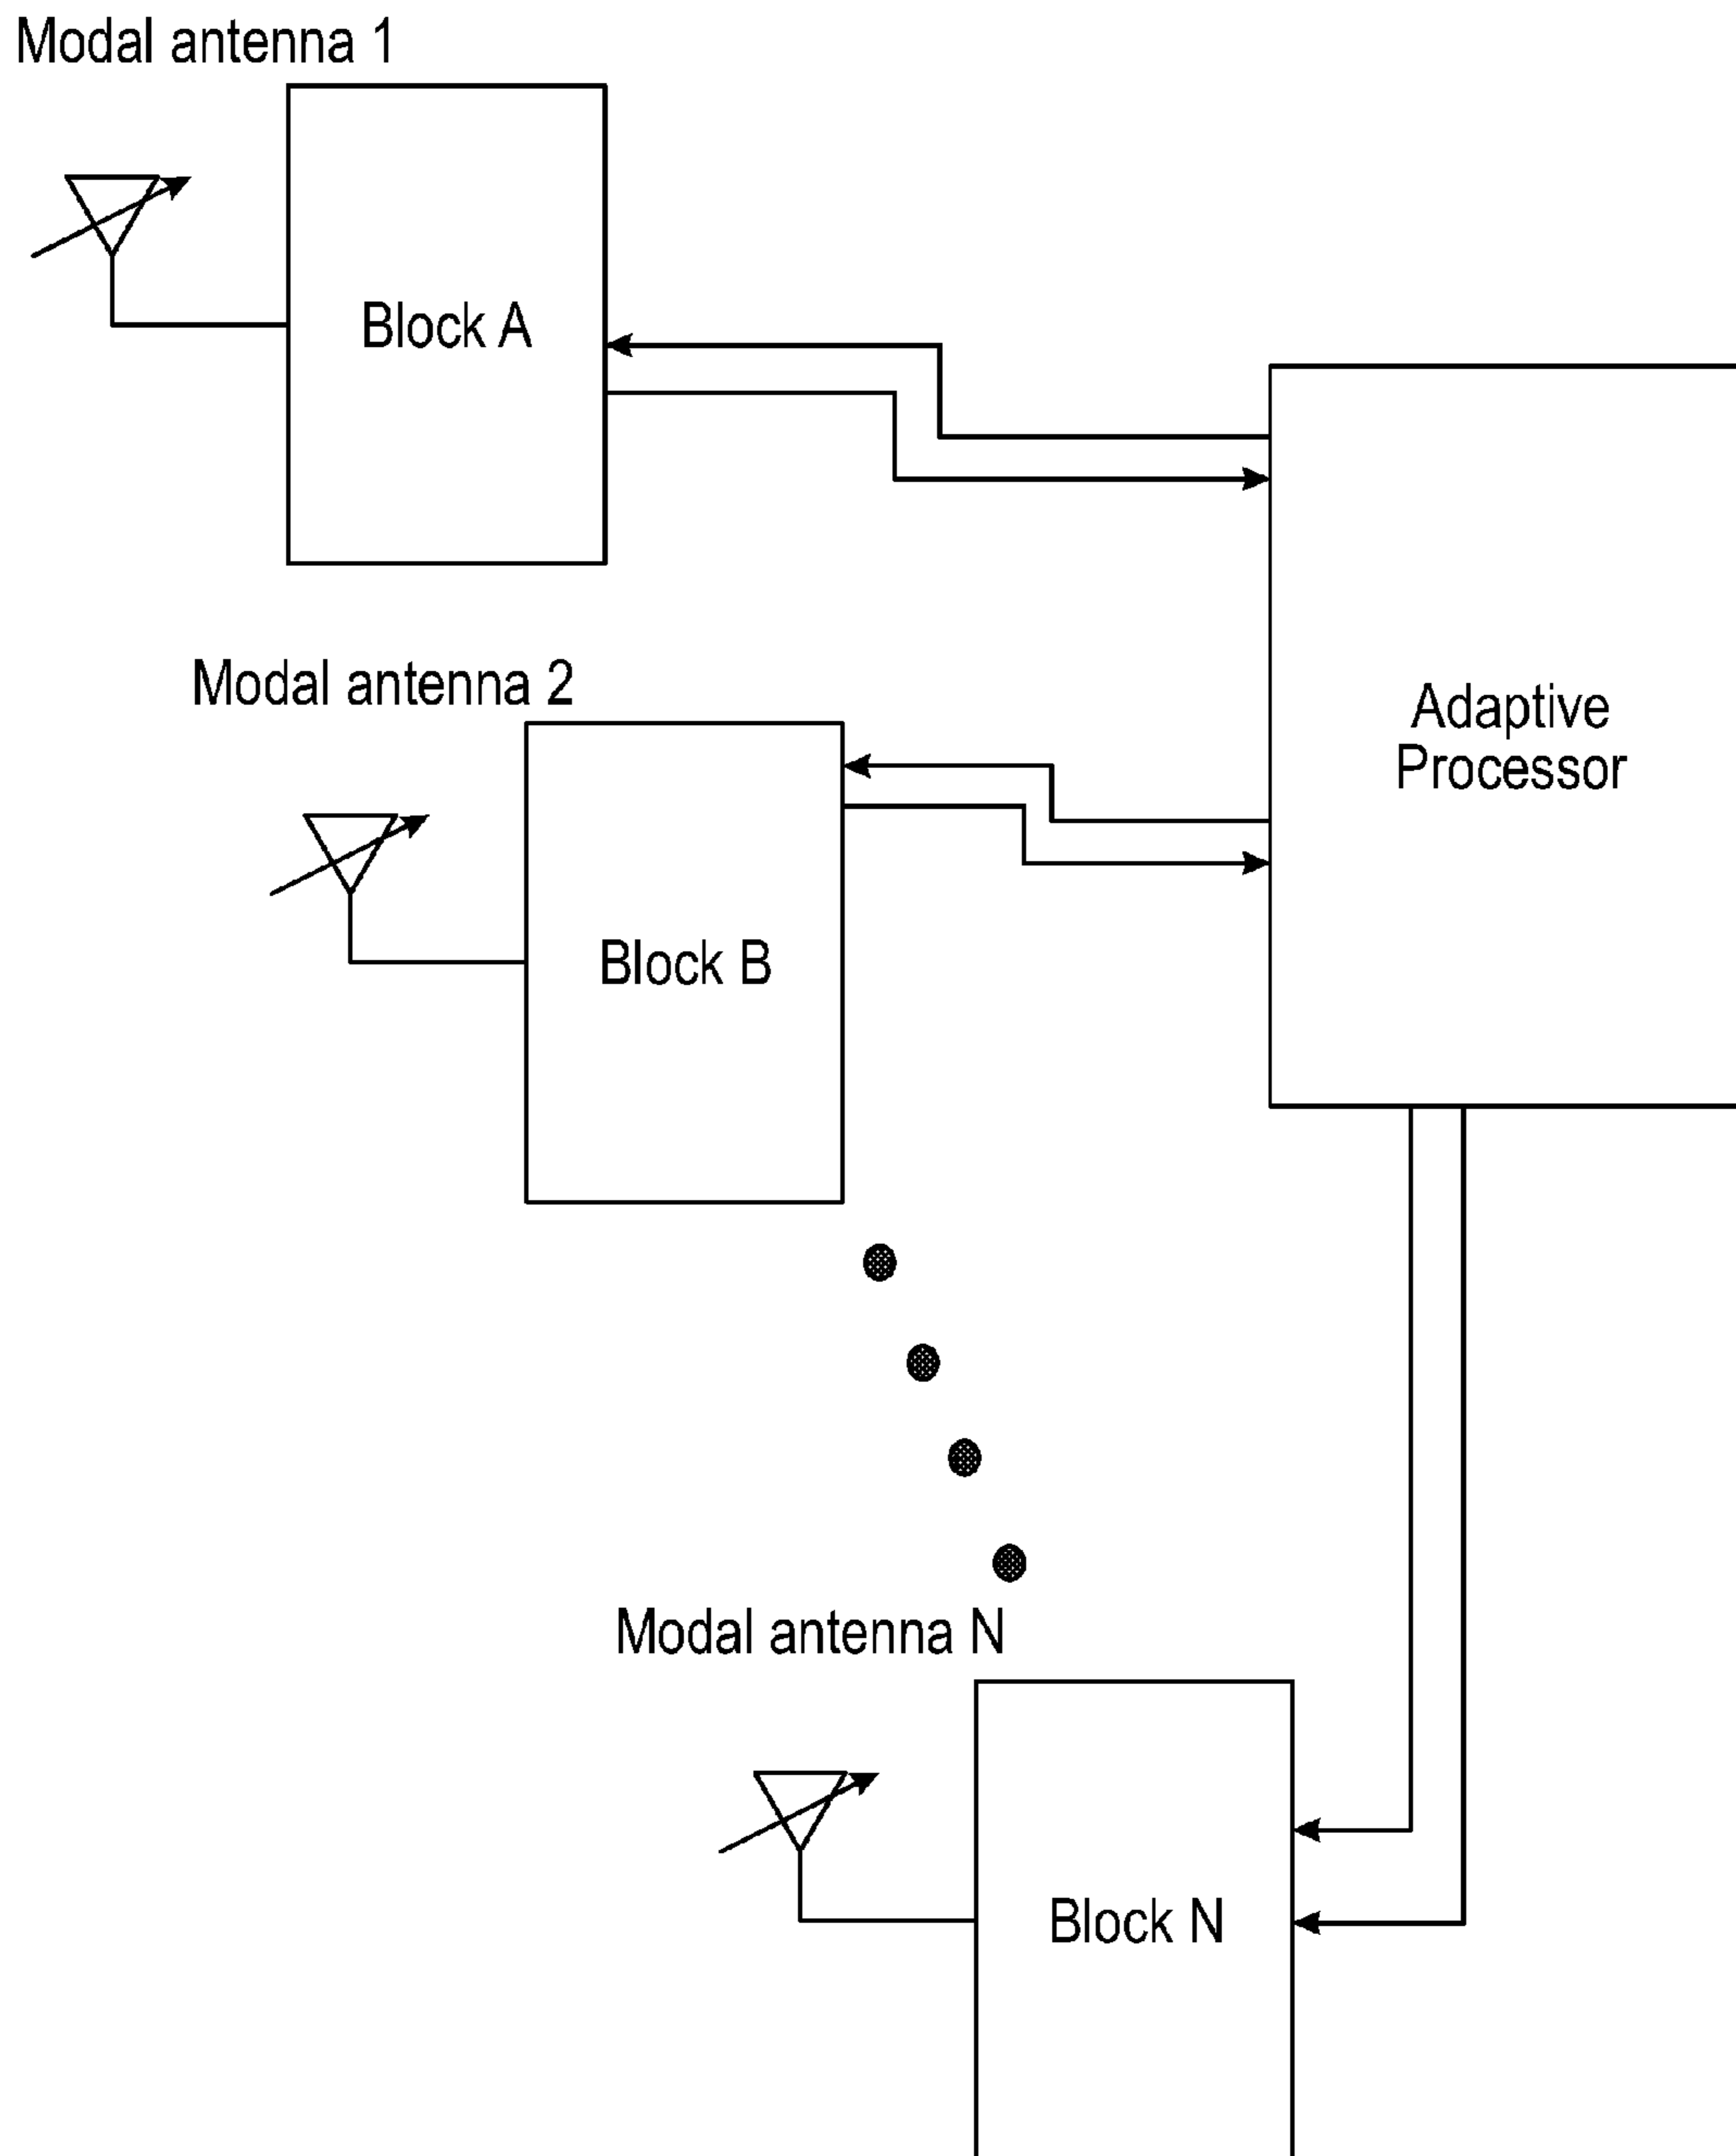 Modal antenna 1
Block A
Modal antenna 2
Adaptive
Processor
Block B
Modal antenna N
Block N